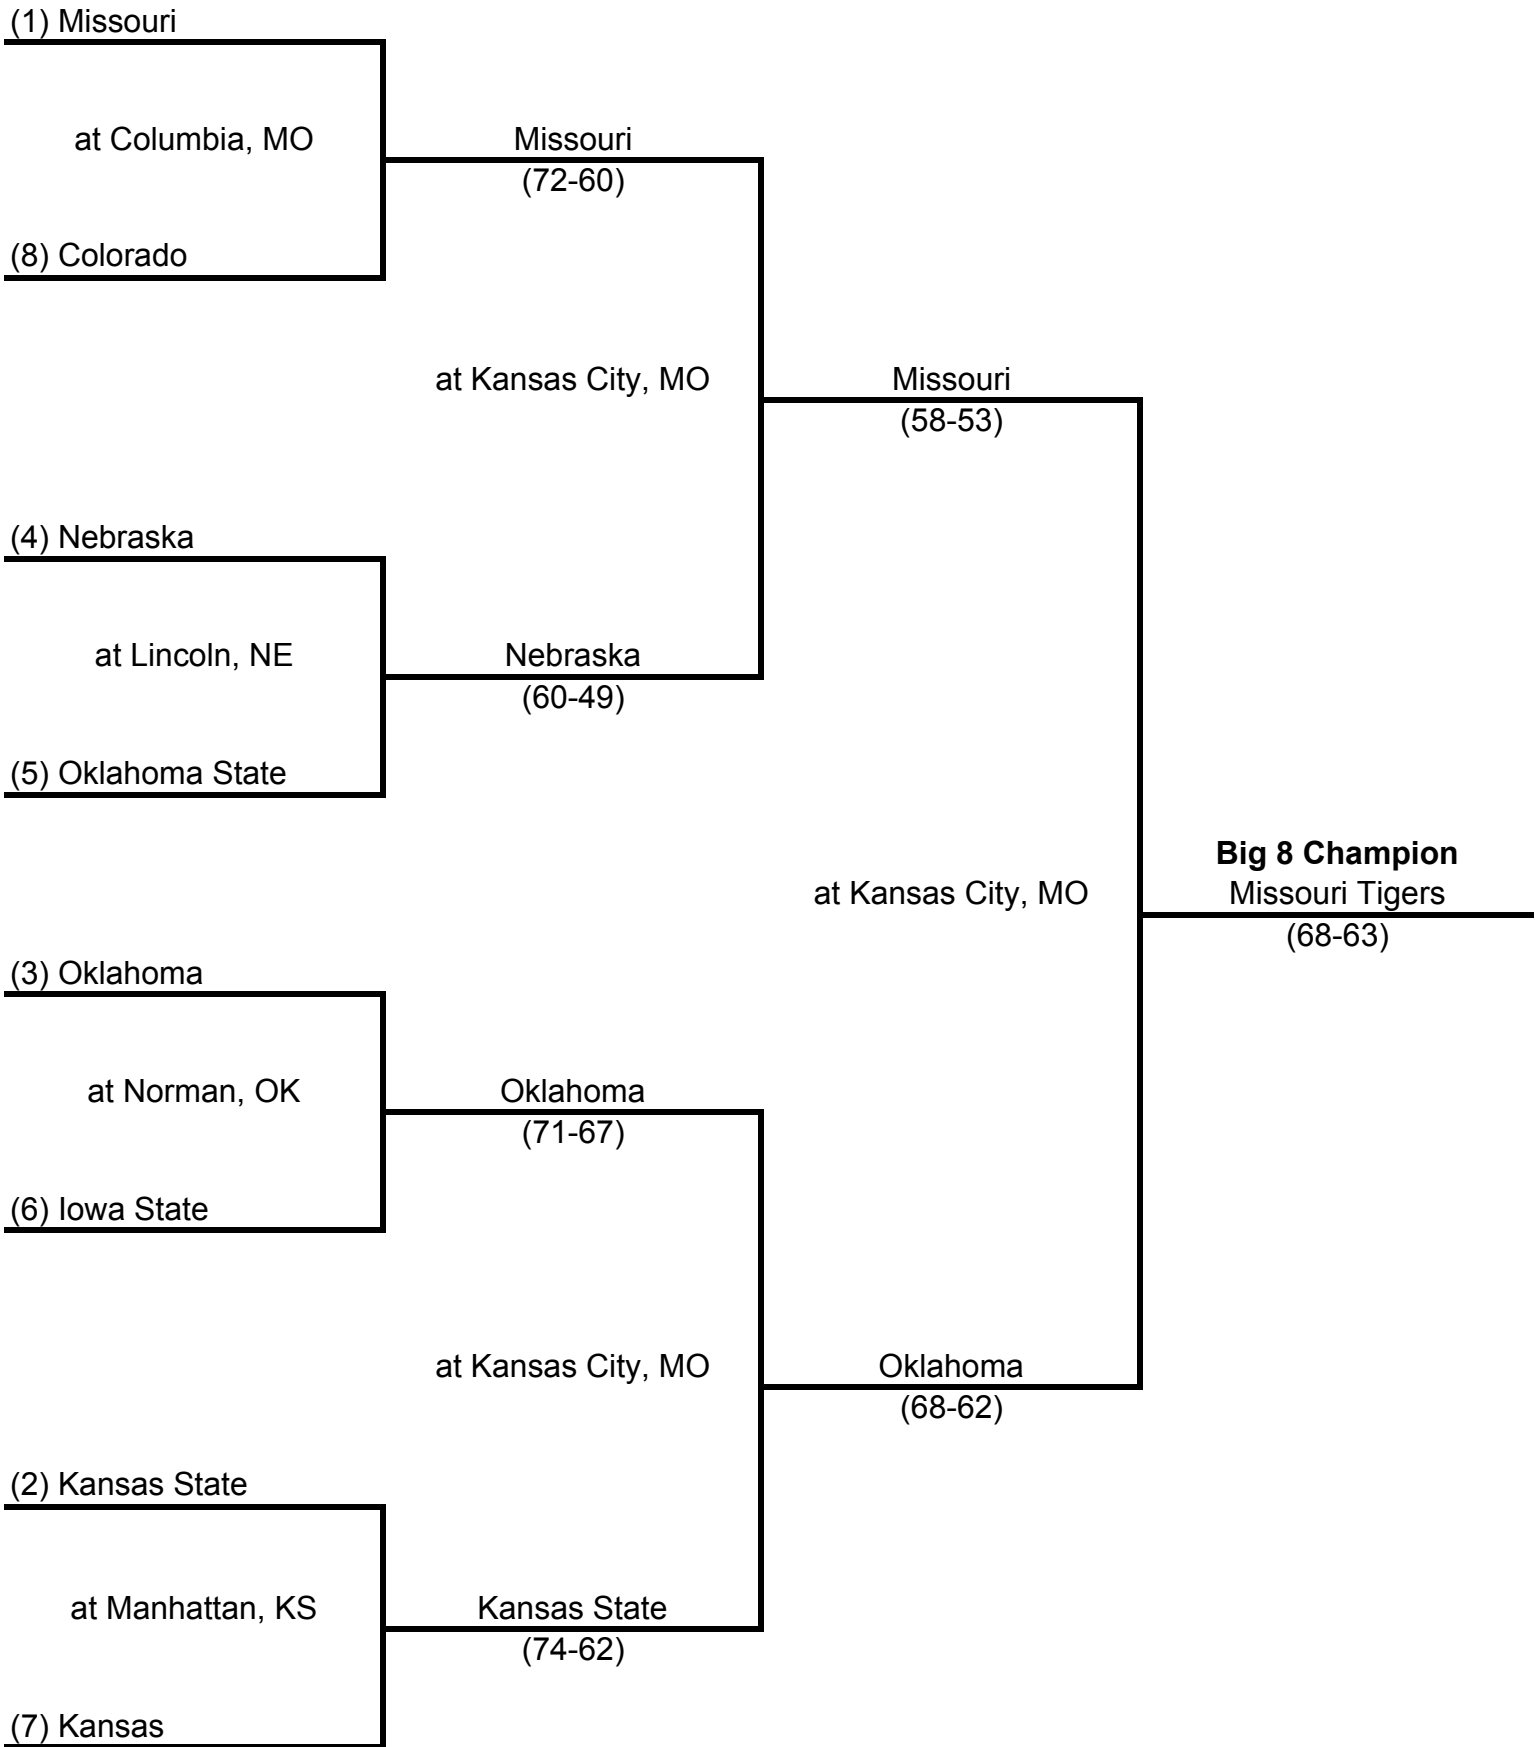 (1) Missouri
at Columbia, MO
Missouri
(72-60)
(8) Colorado
at Kansas City, MO
Missouri
(58-53)
(4) Nebraska
at Lincoln, NE
Nebraska
(60-49)
(5) Oklahoma State
Big 8 Champion
at Kansas City, MO
Missouri Tigers
(68-63)
(3) Oklahoma
at Norman, OK
Oklahoma
(71-67)
(6) Iowa State
at Kansas City, MO
Oklahoma
(68-62)
(2) Kansas State
at Manhattan, KS
Kansas State
(74-62)
(7) Kansas